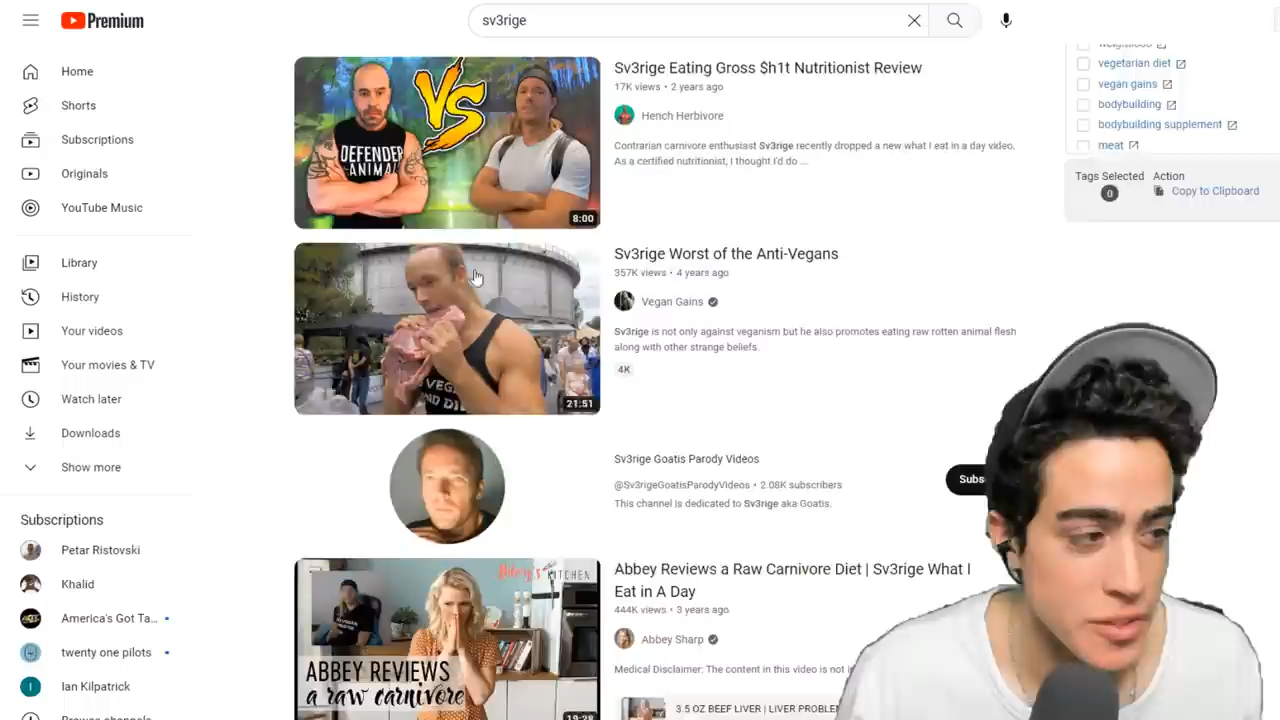 Premium
sv3rige
Home
Shorts
Subscriptions
Originals
YouTube Music
Library
History
Your videos
Your movies & TV
Watch later
Downloads
Show more
Subscriptions
Petar Ristovski
Khalid
America's Got Ta...
twenty one pilots
Ian Kilpatrick
VS
DEFENDER
ANIMAL
8:00
Sv3rige Eating Gross $h1t Nutritionist Review
17K views • 2 years ago
Hench Herbivore
Contrarian carnivore enthusiast Sv3rige recently dropped a new what I eat in a day video.
As a certified nutritionist, I thought I'd do ...
21:51
Sv3rige Worst of the Anti-Vegans
357K views • 4 years ago
Vegan Gains
Sv3rige is not only against veganism but he also promotes eating raw rotten animal flesh
along with other strange beliefs.
4K
Sv3rige Goatis Parody Videos
@Sv3rigeGoatisParodyVideos • 2.08K subscribers
This channel is dedicated to Sv3rige aka Goatis.
Subs
KITCHEN
ABBEY REVIEWS
a raw carnivore
19:28
Abbey Reviews a Raw Carnivore Diet | Sv3rige What I
Eat in A Day
444K views • 3 years ago
Abbey Sharp
Medical Disclaimer: The content in this video is not i
3.5 OZ BEEF LIVER | LIVER PROBLEM
vegetarian diet
vegan gains
bodybuilding
bodybuilding supplement
meat
Tags Selected
0
Action
Copy to Clipboard